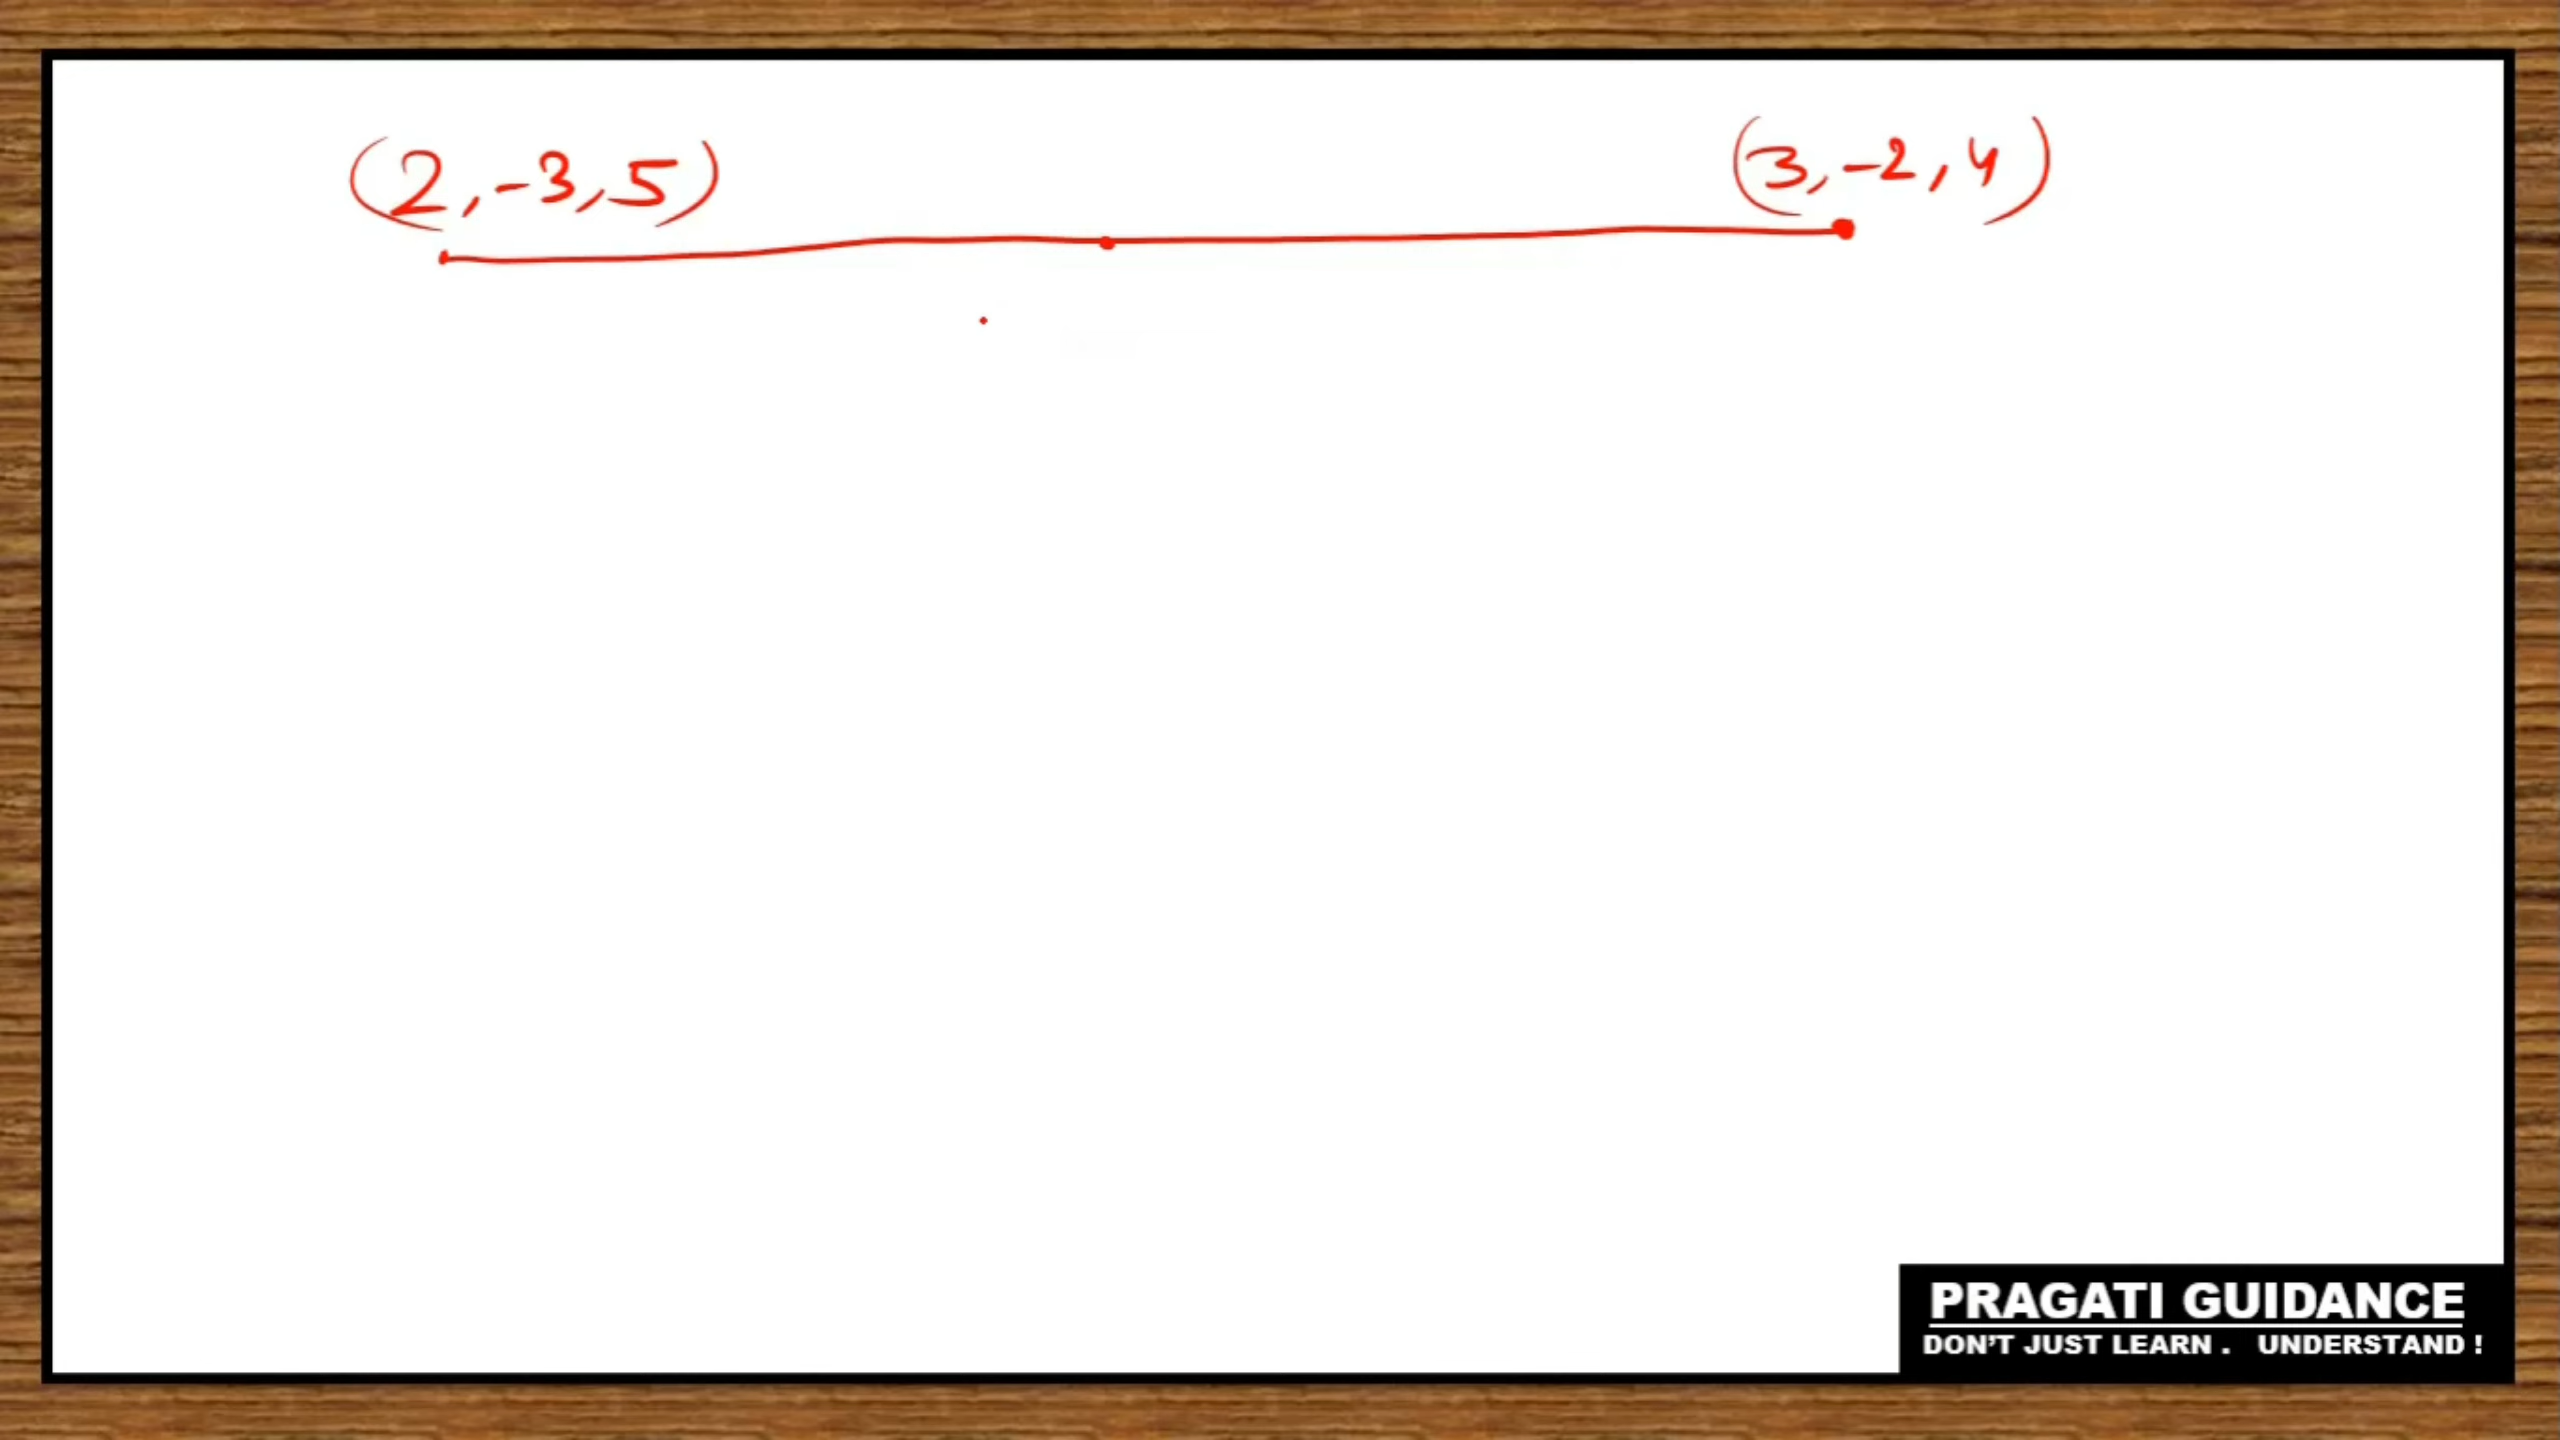 (2,-3,5)
(3,-2,4)
PRAGATI GUIDANCE
DON'T JUST LEARN. UNDERSTAND!